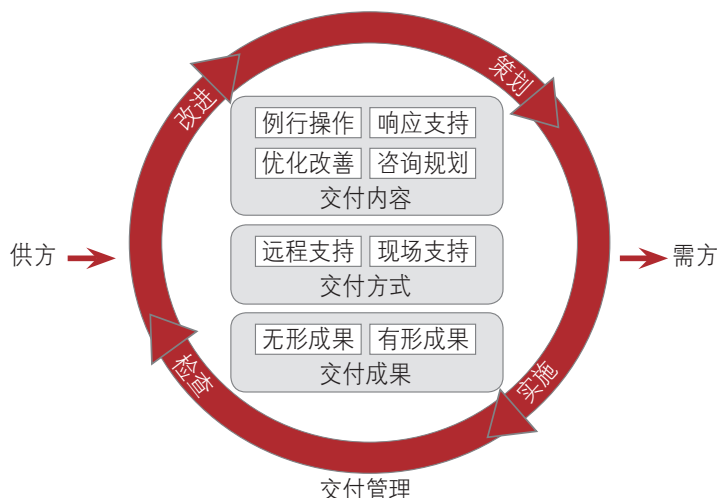 策划
改进
例行操作 响应支持
优化改善 咨询规划
交付内容
供方
远程支持 现场支持
交付方式
需方
无形成果 有形成果
交付成果
检查
实施
交付管理